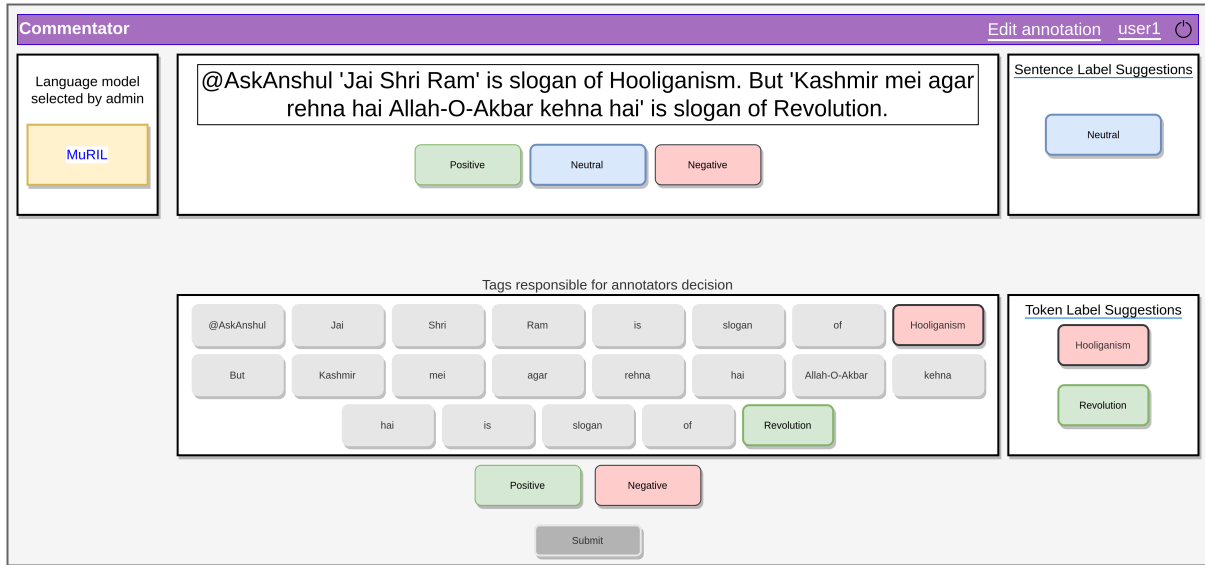 Commentator
Edit annotation user1
Language model
selected by admin
MuRIL
@AskAnshul 'Jai Shri Ram' is slogan of Hooliganism. But 'Kashmir mei agar
rehna hai Allah-O-Akbar kehna hai' is slogan of Revolution.
Positive Neutral Negative
Sentence Label Suggestions
Neutral
Tags responsible for annotators decision
@AskAnshul Jai Shri Ram is slogan of Hooliganism
But Kashmir mei agar rehna hai Allah-O-Akbar kehna
hai is slogan of Revolution
Token Label Suggestions
Hooliganism
Revolution
Positive Negative
Submit